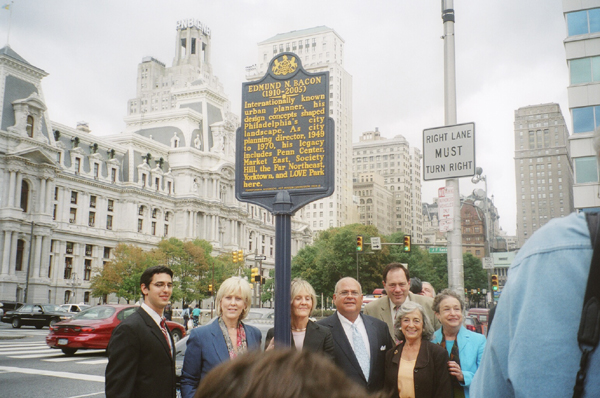 EDMUND N. BACON
(1910-2005)
Internationally known
urban planner, his
design concepts shaped
Philadelphia's city
landscape. As city
planning director, 1949
to 1970, his legacy
includes Penn Center,
Market East, Society
Hill, the Far Northeast,
Yorktown, and LOVE Park
here.
RIGHT LANE
MUST
TURN RIGHT